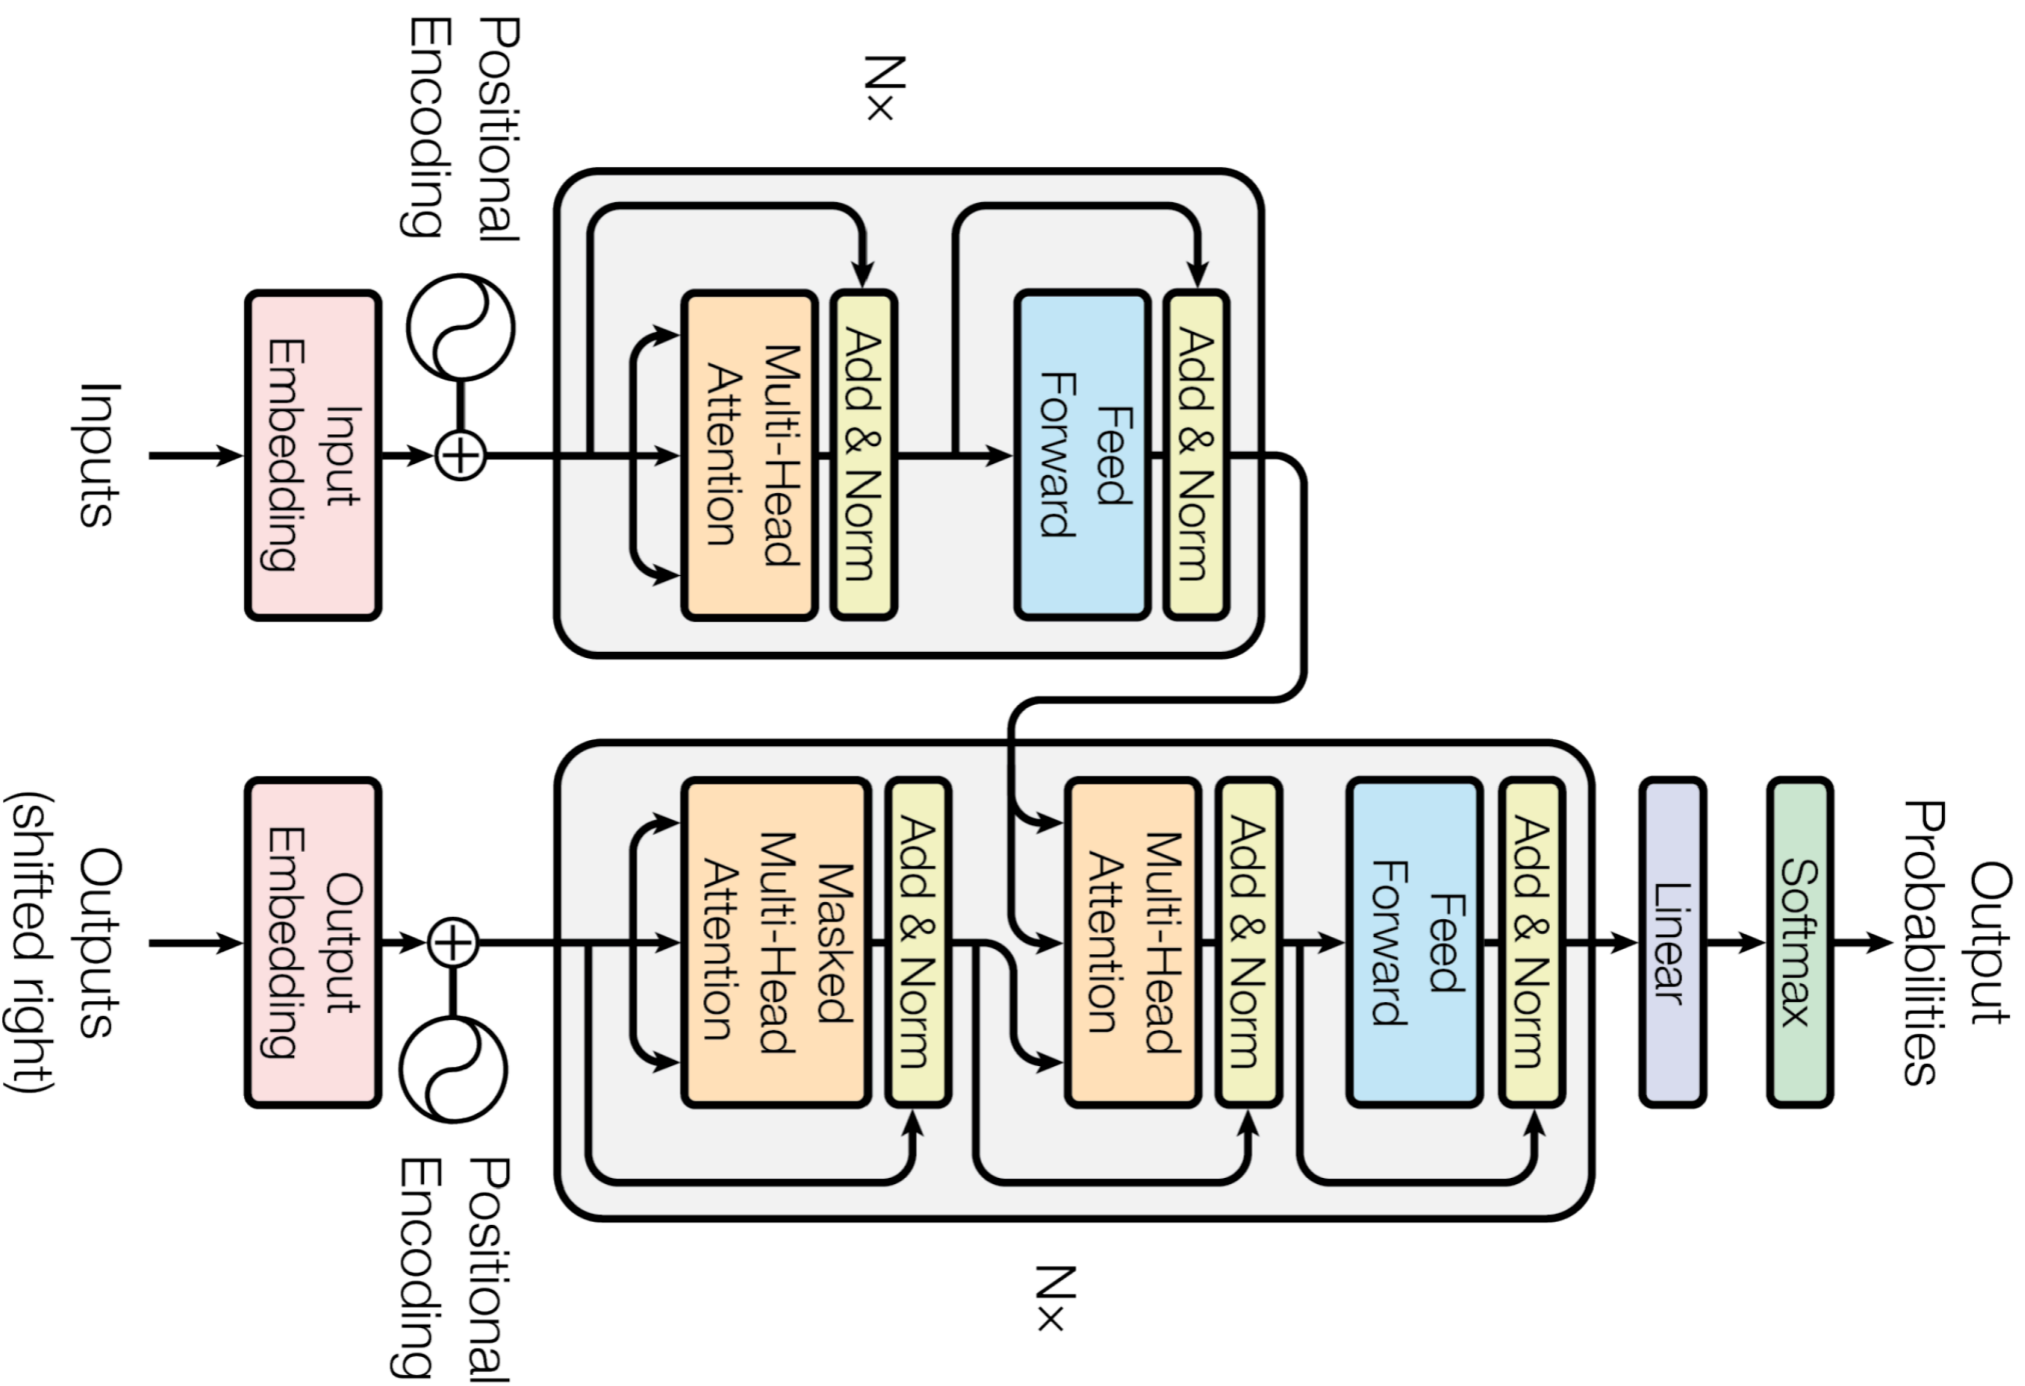 Output
Probabilities
Softmax
Linear
Add & Norm
Feed
Forward
Add & Norm
Multi-Head
Attention
Add & Norm
Masked
Multi-Head
Attention
Nx
Add & Norm
Feed
Forward
Add & Norm
Multi-Head
Attention
Nx
Positional
Encoding
Positional
Encoding
Input
Embedding
Output
Embedding
Inputs
Outputs
(shifted right)